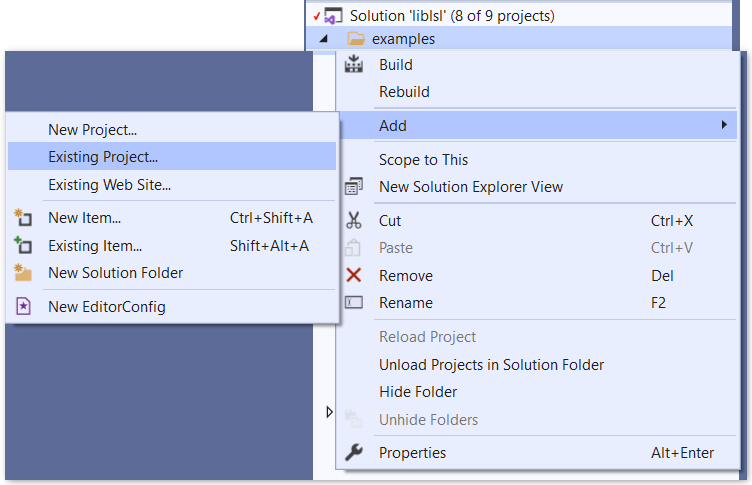 Solution 'liblsl' (8 of 9 projects)
examples
Build
Rebuild
Add
Scope to This
New Solution Explorer View
Cut Ctrl+X
Paste Ctrl+V
Remove Del
Rename F2
Reload Project
Unload Projects in Solution Folder
Hide Folder
Unhide Folders
Properties Alt+Enter
New Project...
Existing Project...
Existing Web Site...
New Item... Ctrl+Shift+A
Existing Item... Shift+Alt+A
New Solution Folder
New EditorConfig